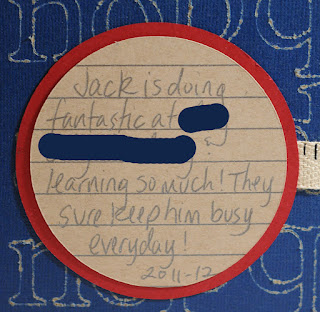 Jack is doing
fantastic at
learning so much! They
sure keep him busy
everyday!
2011-12